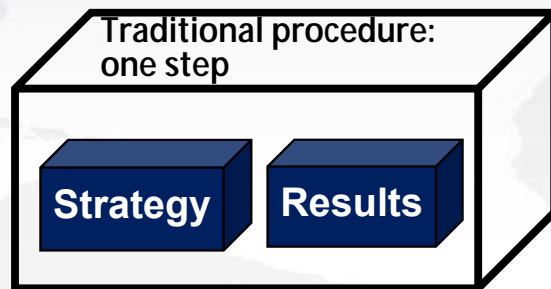 Traditional procedure:
one step
Strategy
Results